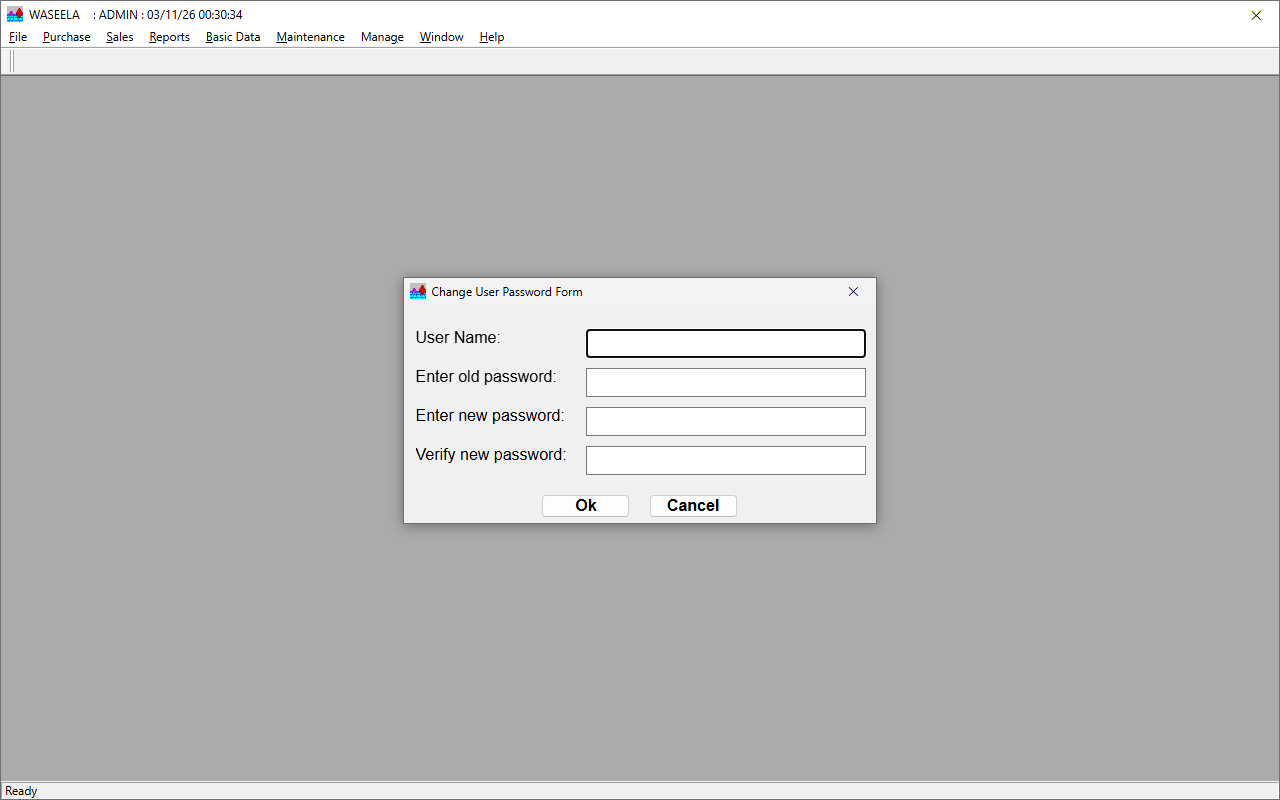 WASEELA : ADMIN : 03/11/26 00:30:34
File Purchase Sales Reports Basic Data Maintenance Manage Window Help
Change User Password Form
User Name:
Enter old password:
Enter new password:
Verify new password:
Ok Cancel
Ready